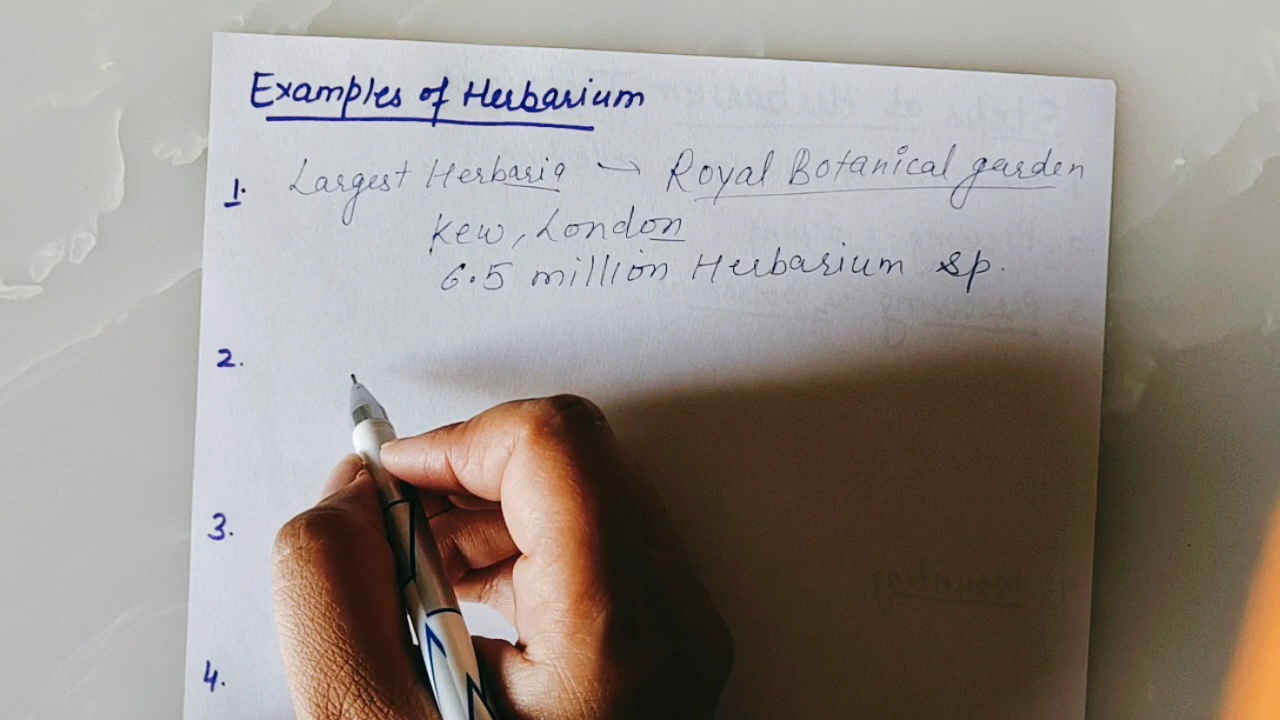 Examples of Herbarium
1. Largest Herbaria → Royal Botanical garden
Kew, London
6.5 million Herbarium sp.
2.
3.
4.